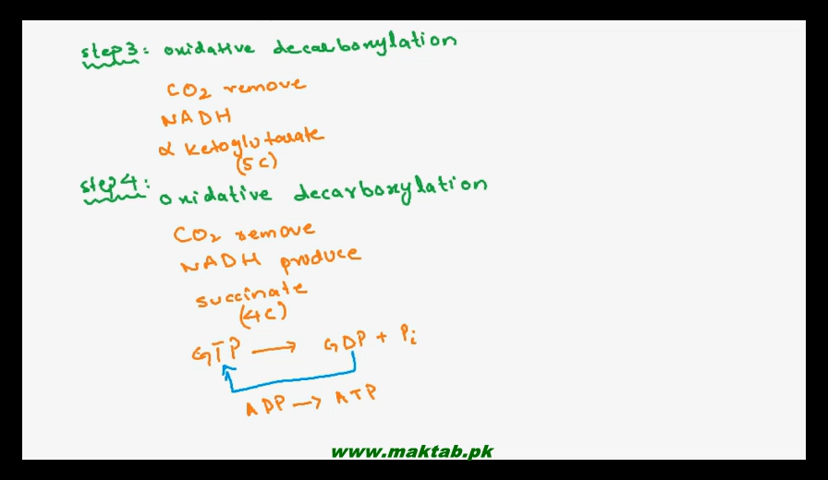 step3: oxidative decarboxylation
CO2 remove
NADH
α ketoglutarate
(5C)
step4:
oxidative decarboxylation
CO2 remove
NADH produce
succinate
(4C)
GTP → GDP + Pi
ADP → ATP
www.maktab.pk